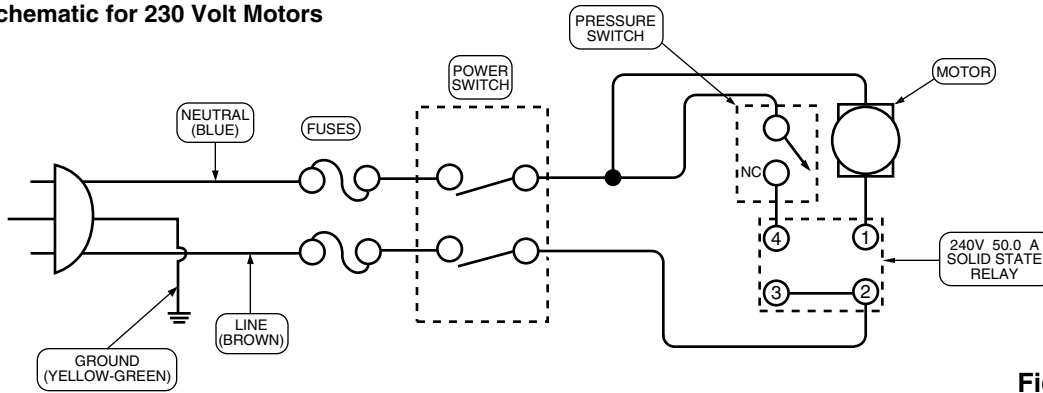 chematic for 230 Volt Motors
PRESSURE
SWITCH
POWER
SWITCH
MOTOR
NEUTRAL
(BLUE)
FUSES
NC
4
1
240V 50.0 A
SOLID STATE
RELAY
3
2
LINE
(BROWN)
GROUND
(YELLOW-GREEN)
Fi